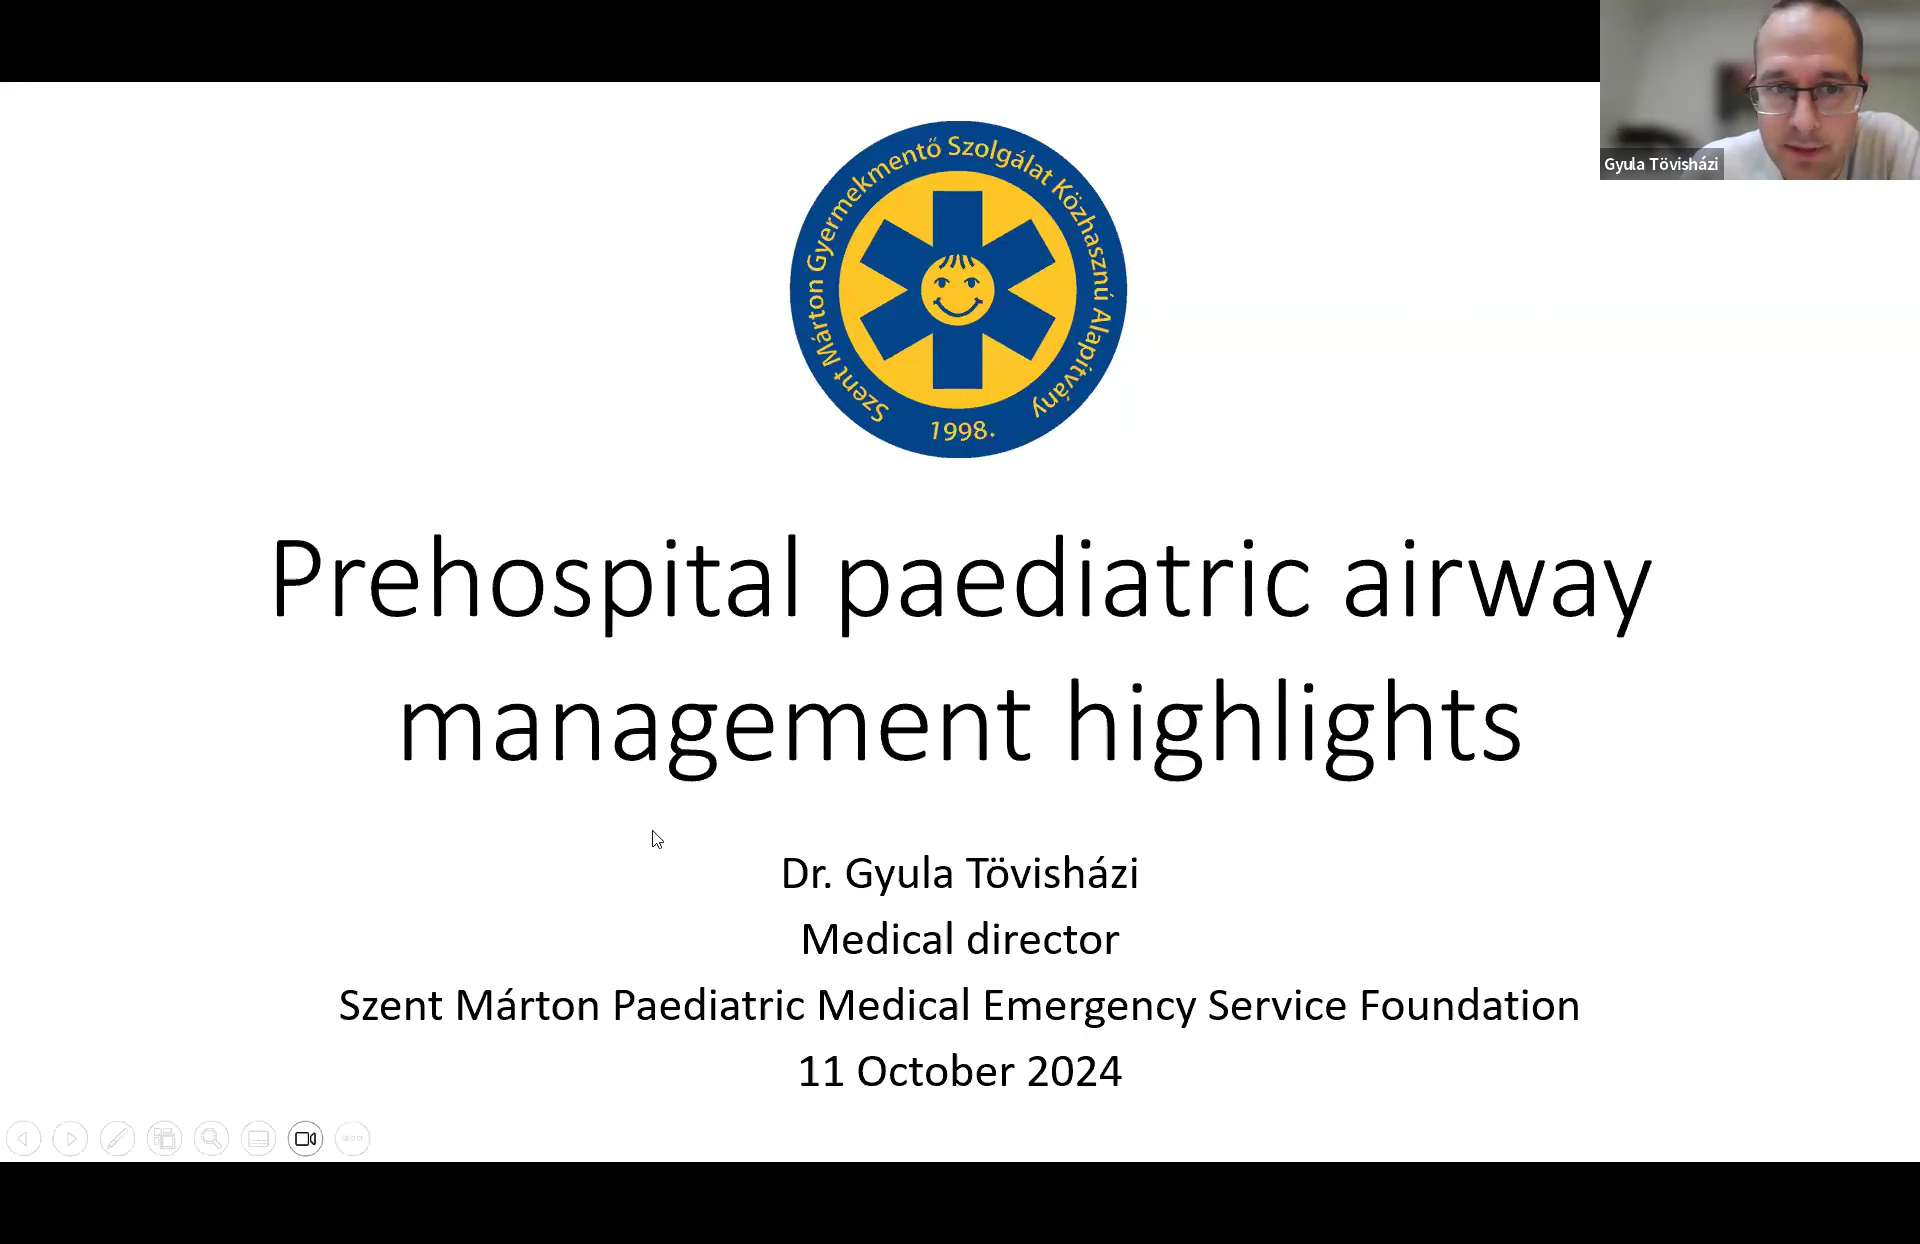 Gyula Tövisházi
Szent Márton Gyermekmentő Szolgálat Közhasznú Alapítvány
1998.
Prehospital paediatric airway
management highlights
Dr. Gyula Tövisházi
Medical director
Szent Márton Paediatric Medical Emergency Service Foundation
11 October 2024